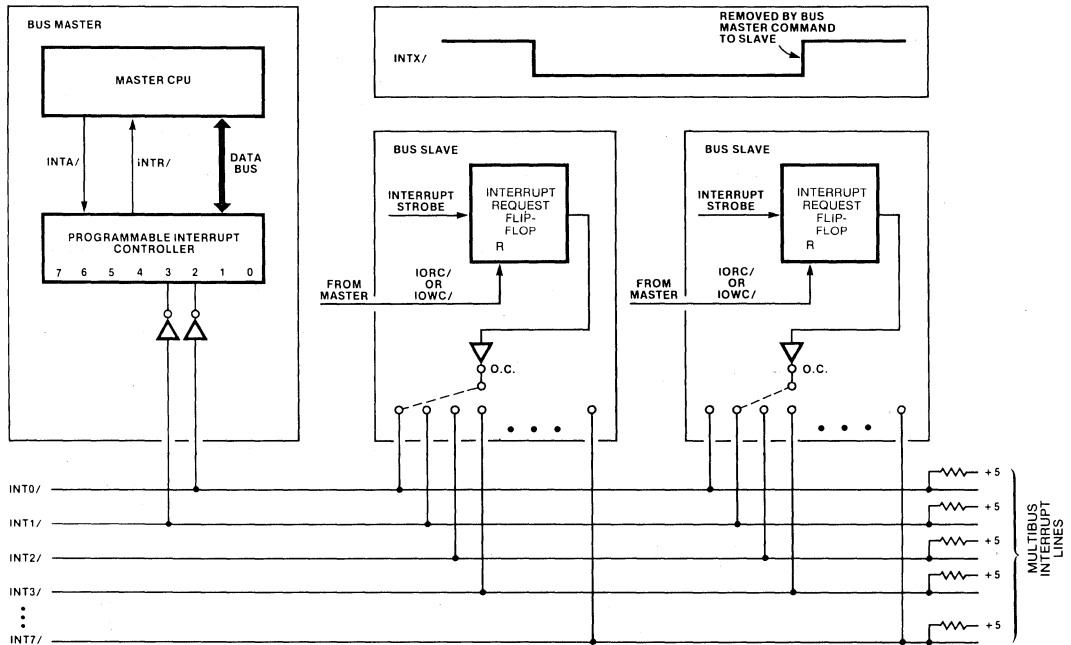 BUS MASTER
MASTER CPU
INTA/
INTR/
DATA
BUS
PROGRAMMABLE INTERRUPT
CONTROLLER
7 6 5 4 3 2 1 0
INTX/
REMOVED BY BUS
MASTER COMMAND
TO SLAVE
BUS SLAVE
INTERRUPT
STROBE
INTERRUPT
REQUEST
FLIP-
FLOP
R
FROM
MASTER
IORC/
OR
IOWC/
O.C.
BUS SLAVE
INTERRUPT
STROBE
INTERRUPT
REQUEST
FLIP-
FLOP
R
FROM
MASTER
IORC/
OR
IOWC/
O.C.
INT0/
+5
INT1/
+5
INT2/
+5
INT3/
+5
INT7/
+5
MULTIBUS
INTERRUPT
LINES